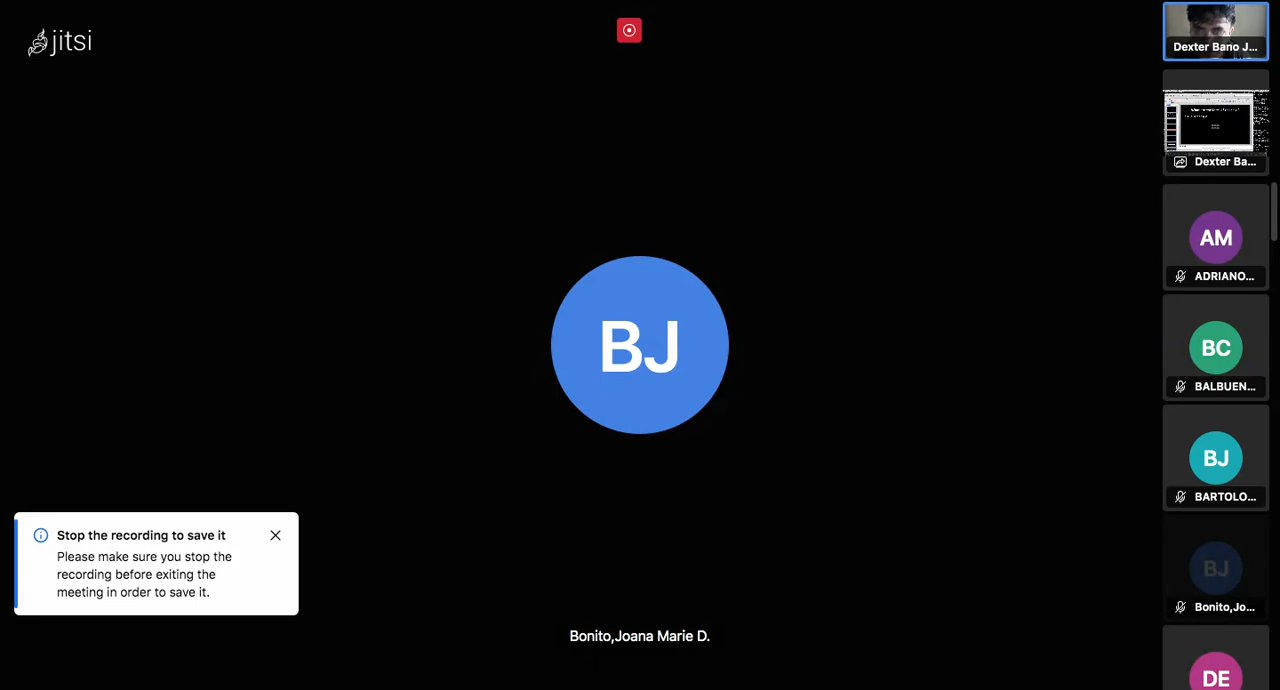 jitsi
Dexter Bano J...
Dexter Ba...
AM
ADRIANO...
BC
BALBUEN...
BJ
BARTOLO...
BJ
Bonito,Jo...
DE
BJ
Bonito,Joana Marie D.
Stop the recording to save it
Please make sure you stop the
recording before exiting the
meeting in order to save it.